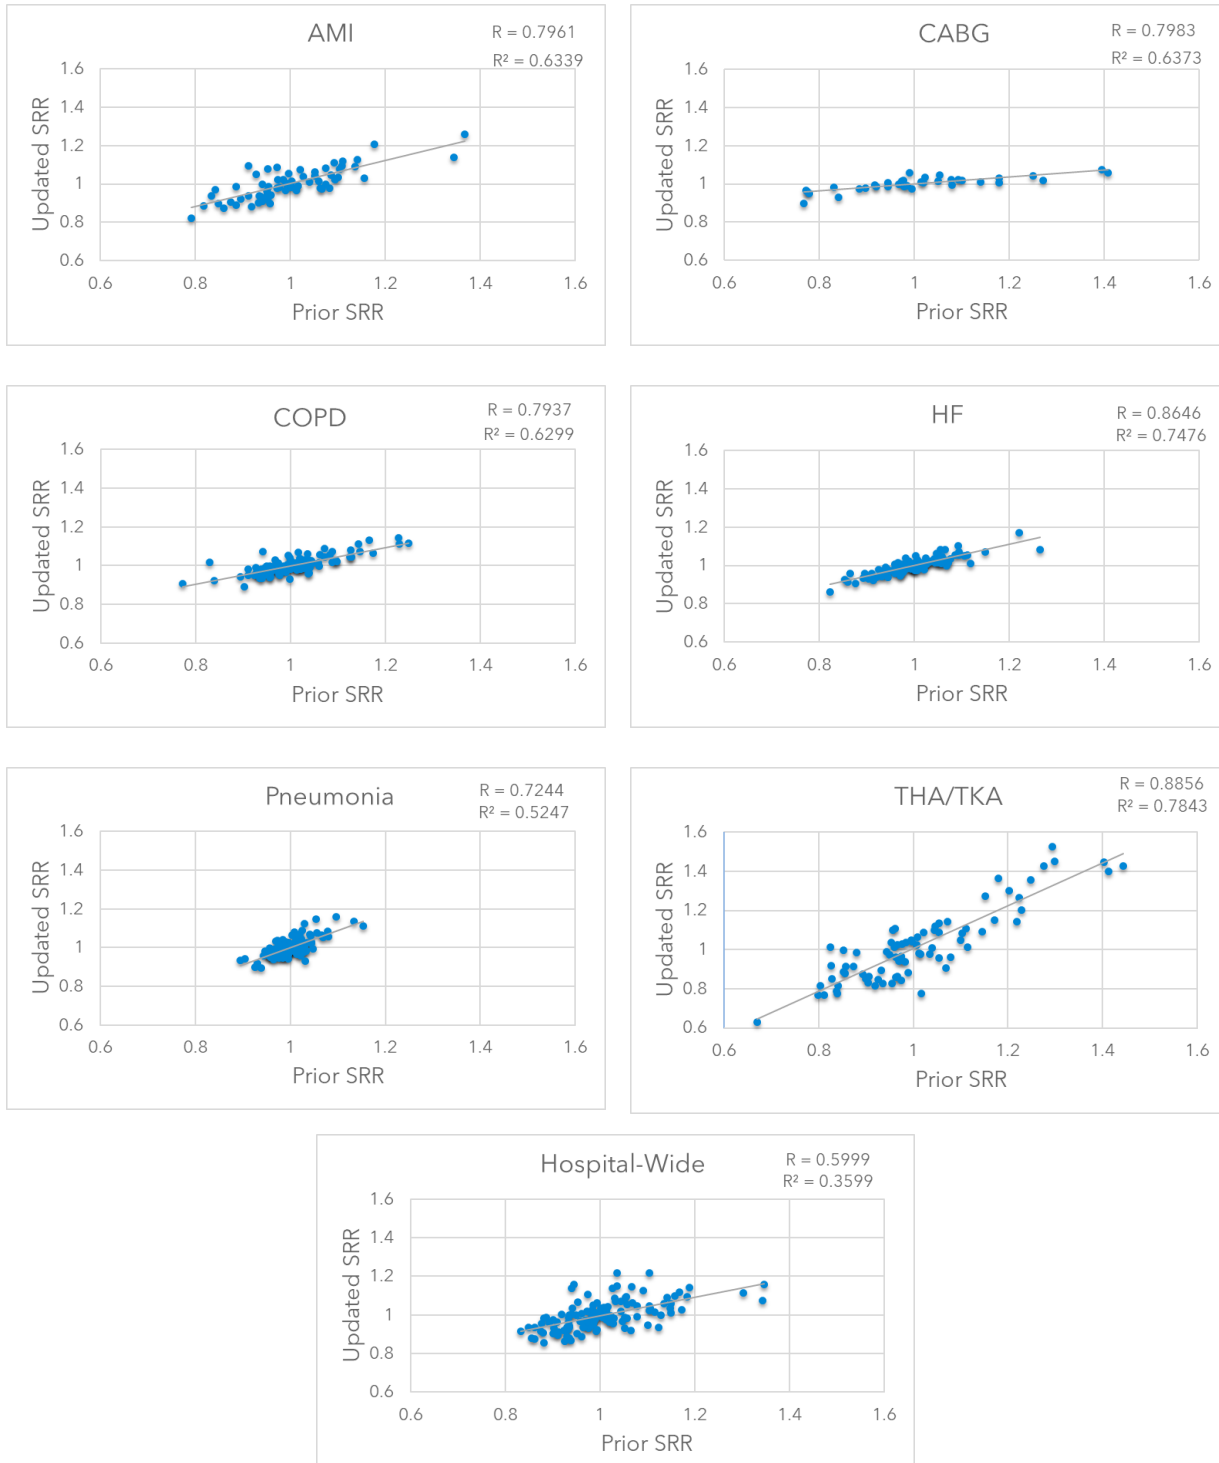 AMI
R = 0.7961
R² = 0.6339
1.6
1.4
1.2
1
0.8
0.6
Updated SRR
0.6 0.8 1 1.2 1.4 1.6
Prior SRR
CABG
R = 0.7983
R² = 0.6373
1.6
1.4
1.2
1
0.8
0.6
Updated SRR
0.6 0.8 1 1.2 1.4 1.6
Prior SRR
COPD
R = 0.7937
R² = 0.6299
1.6
1.4
1.2
1
0.8
0.6
Updated SRR
0.6 0.8 1 1.2 1.4 1.6
Prior SRR
HF
R = 0.8646
R² = 0.7476
1.6
1.4
1.2
1
0.8
0.6
Updated SRR
0.6 0.8 1 1.2 1.4 1.6
Prior SRR
Pneumonia
R = 0.7244
R² = 0.5247
1.6
1.4
1.2
1
0.8
0.6
Updated SRR
0.6 0.8 1 1.2 1.4 1.6
Prior SRR
THA/TKA
R = 0.8856
R² = 0.7843
1.6
1.4
1.2
1
0.8
0.6
Updated SRR
0.6 0.8 1 1.2 1.4 1.6
Prior SRR
Hospital-Wide
R = 0.5999
R² = 0.3599
1.6
1.4
1.2
1
0.8
0.6
Updated SRR
0.6 0.8 1 1.2 1.4 1.6
Prior SRR